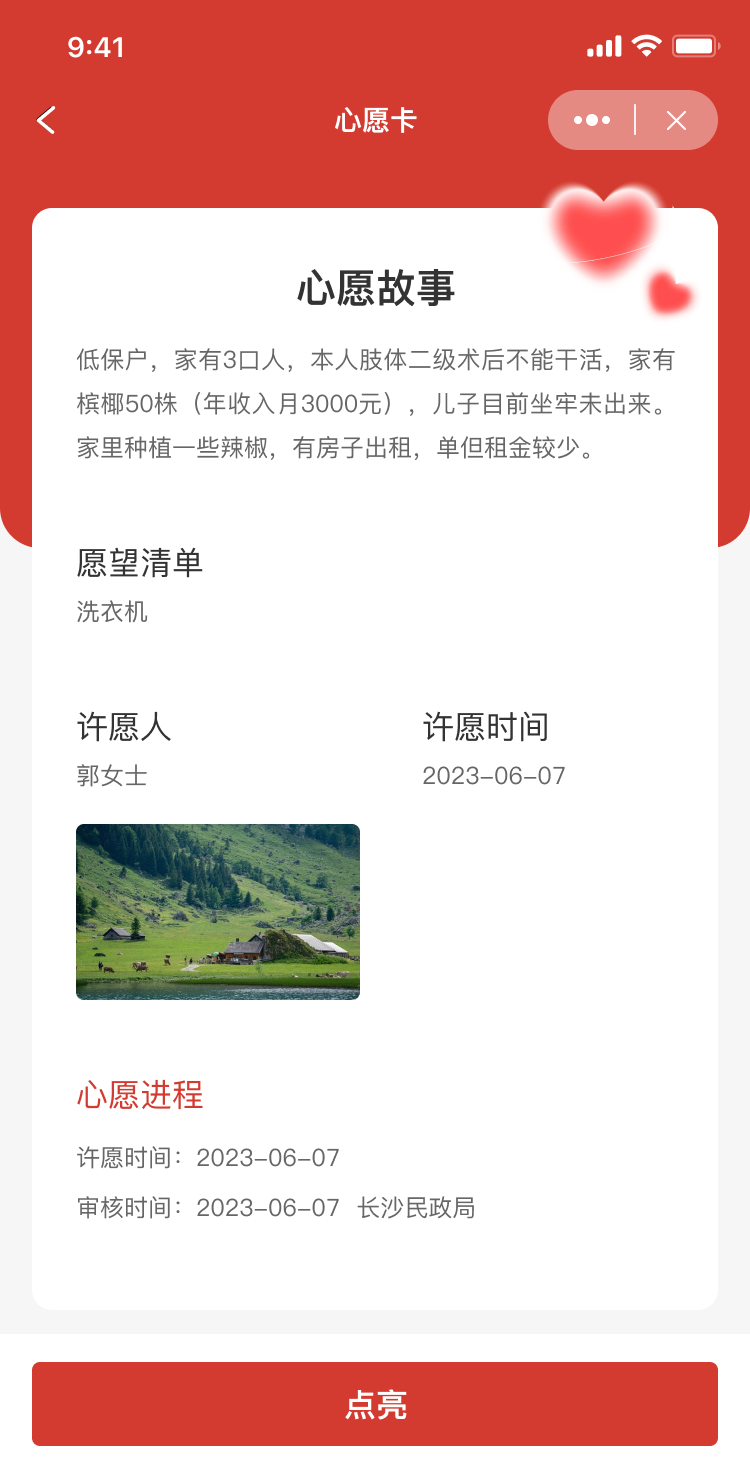 9:41
心愿卡
心愿故事
低保户，家有3口人，本人肢体二级术后不能干活，家有
槟椰50株（年收入月3000元），儿子目前坐牢未出来。
家里种植一些辣椒，有房子出租，单但租金较少。
愿望清单
洗衣机
许愿人 许愿时间
郭女士 2023-06-07
心愿进程
许愿时间：2023-06-07
审核时间：2023-06-07 长沙民政局
点亮